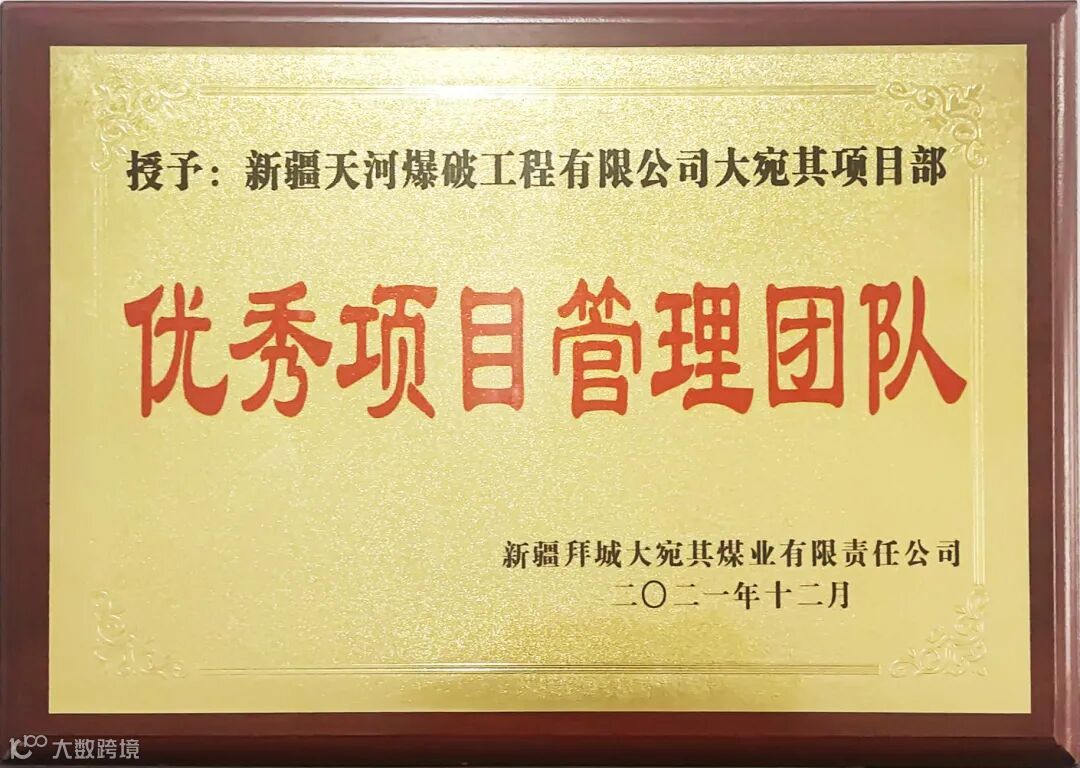 授予：新疆天河爆破工程有限公司大宛其项目部
优秀项目管理团队
新疆拜城大宛其煤业有限责任公司
二〇二一年十二月
大数跨境